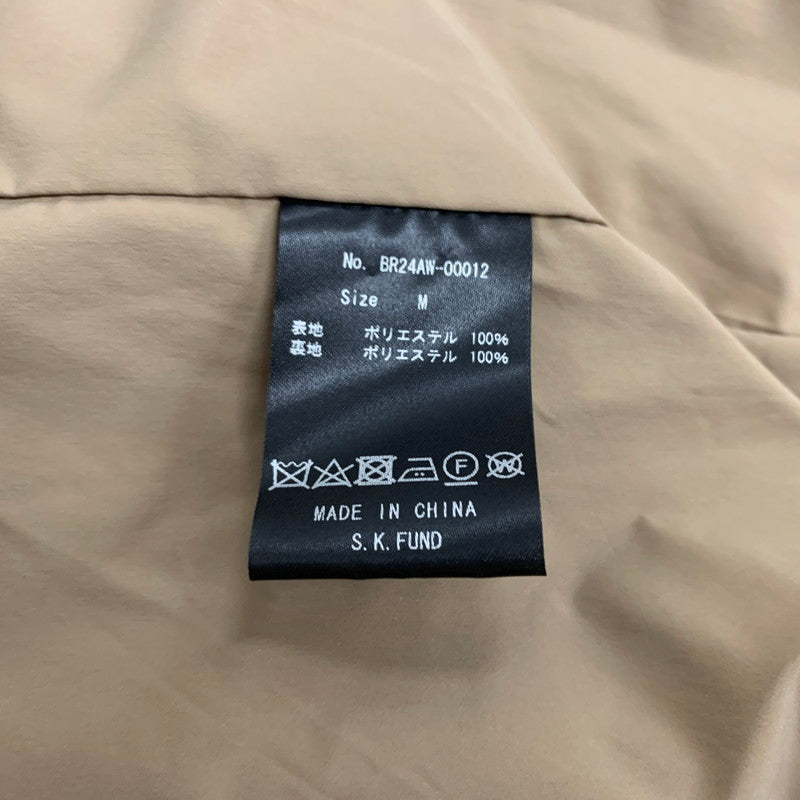 No. BR24AW-00012
Size M
表地 ポリエステル 100%
裏地 ポリエステル 100%
F W
MADE IN CHINA
S.K.FUND